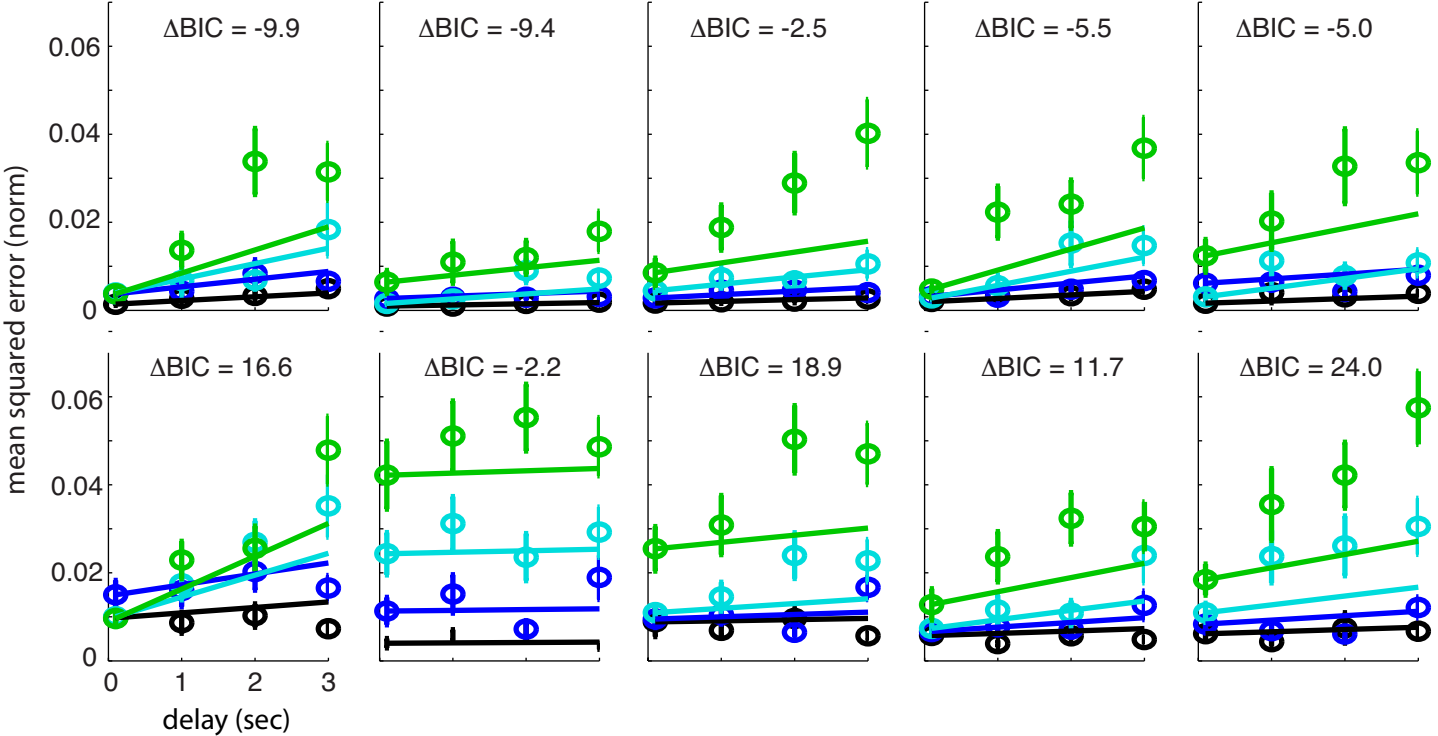 ΔBIC = -9.9
ΔBIC = -9.4
ΔBIC = -2.5
ΔBIC = -5.5
ΔBIC = -5.0
0.06
0.04
0.02
0
mean squared error (norm)
ΔBIC = 16.6
ΔBIC = -2.2
ΔBIC = 18.9
ΔBIC = 11.7
ΔBIC = 24.0
0.06
0.04
0.02
0
0 1 2 3
delay (sec)